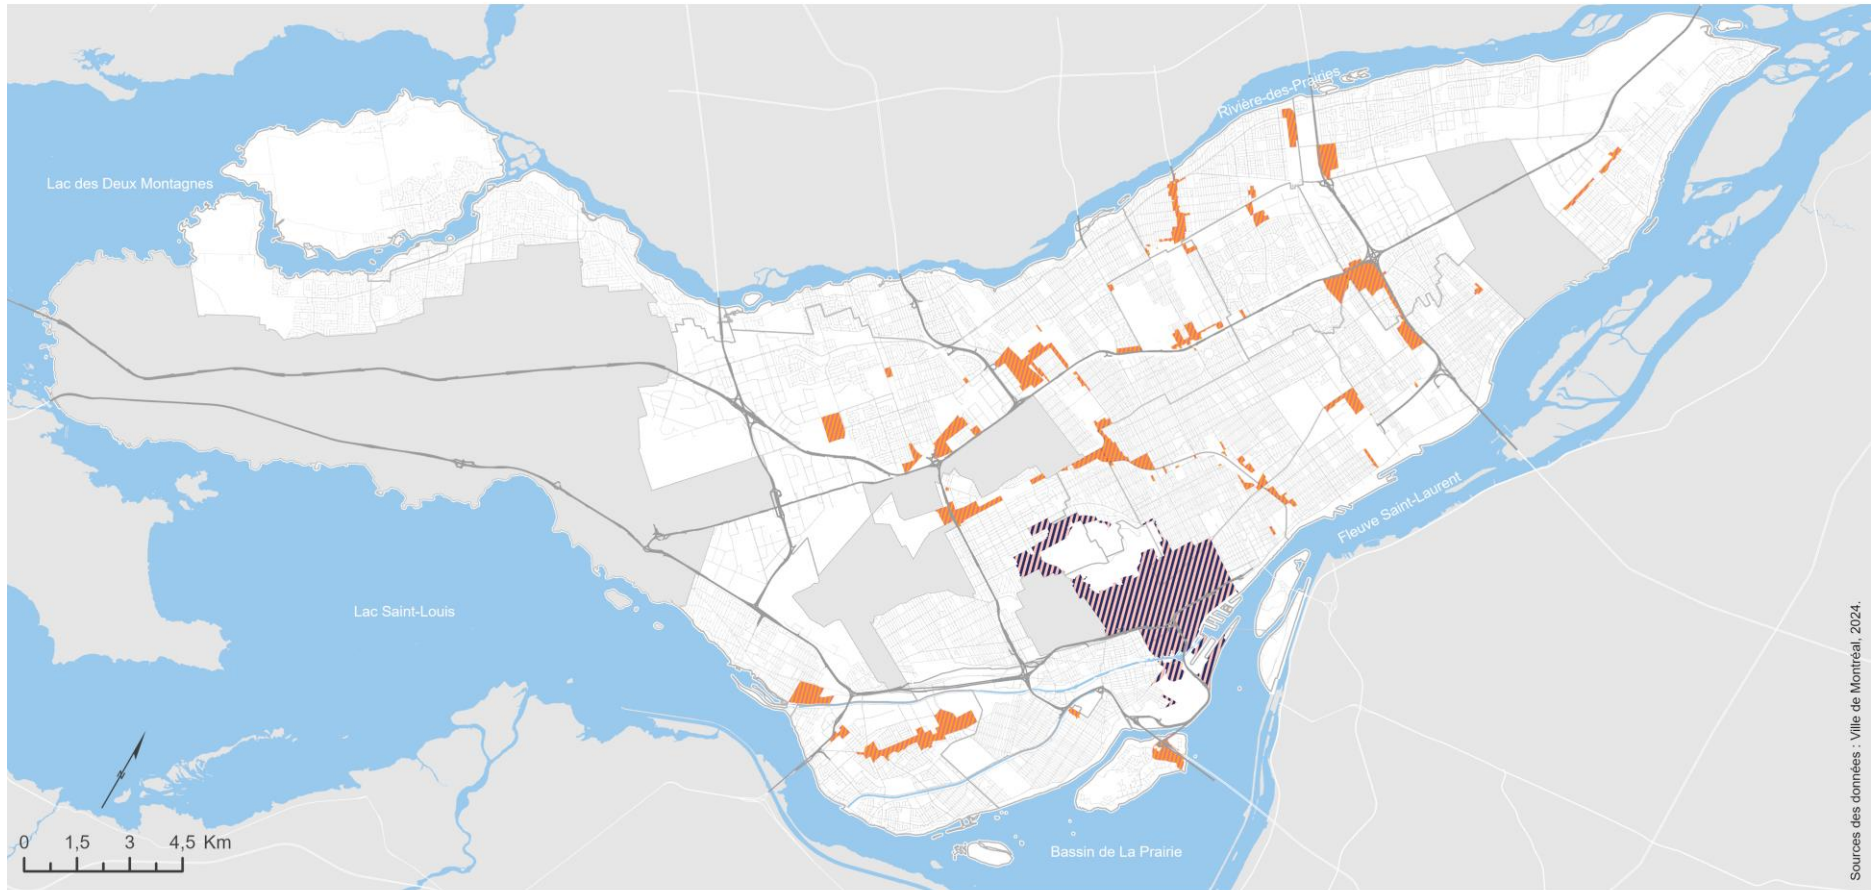 Rivière-des-Prairies
Lac des Deux Montagnes
Fleuve Saint-Laurent
Lac Saint-Louis
Bassin de La Prairie
N
0 1,5 3 4,5 Km
Sources des données : Ville de Montréal, 2024.